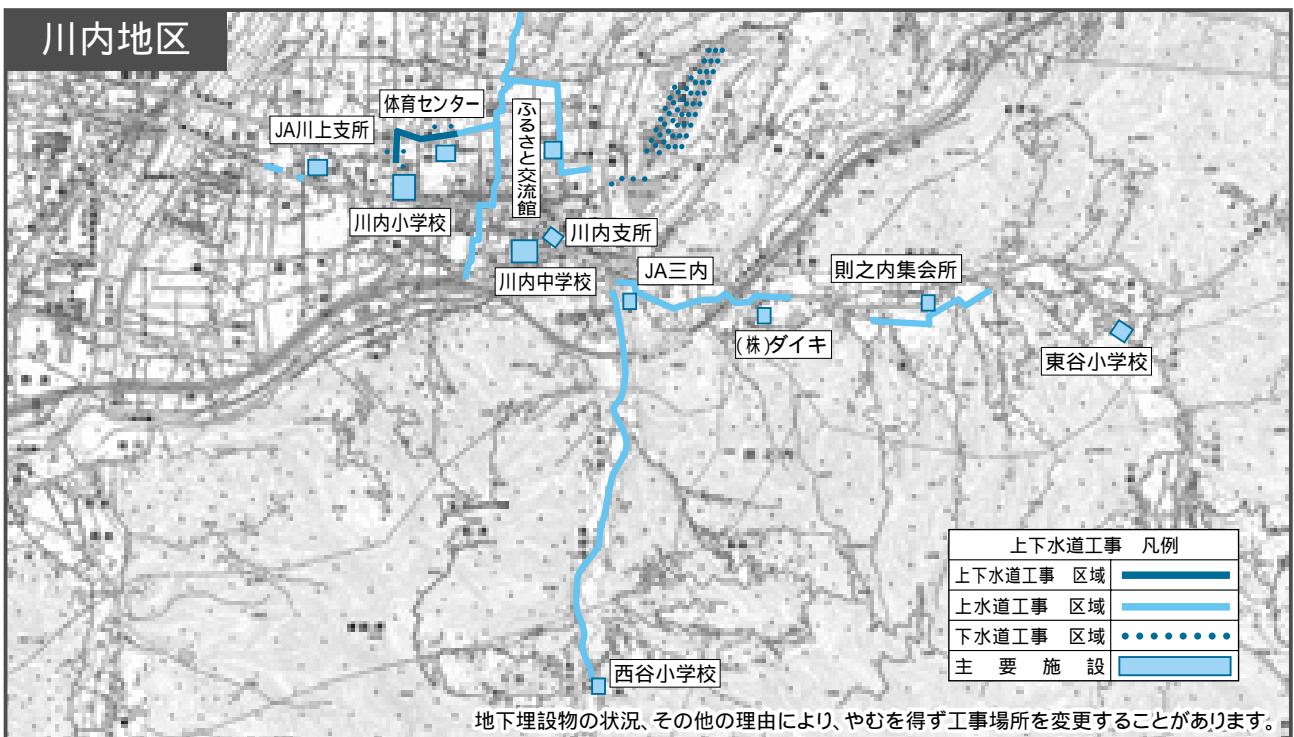 川内地区
体育センター
JA川上支所
ふるさと交流館
川内小学校
川内支所
川内中学校
JA三内
則之内集会所
(株)ダイキ
東谷小学校
上下水道工事 凡例
上下水道工事 区域
上水道工事 区域
下水道工事 区域
主要施設
西谷小学校
地下埋設物の状況、その他の理由により、やむを得ず工事場所を変更することがあります。